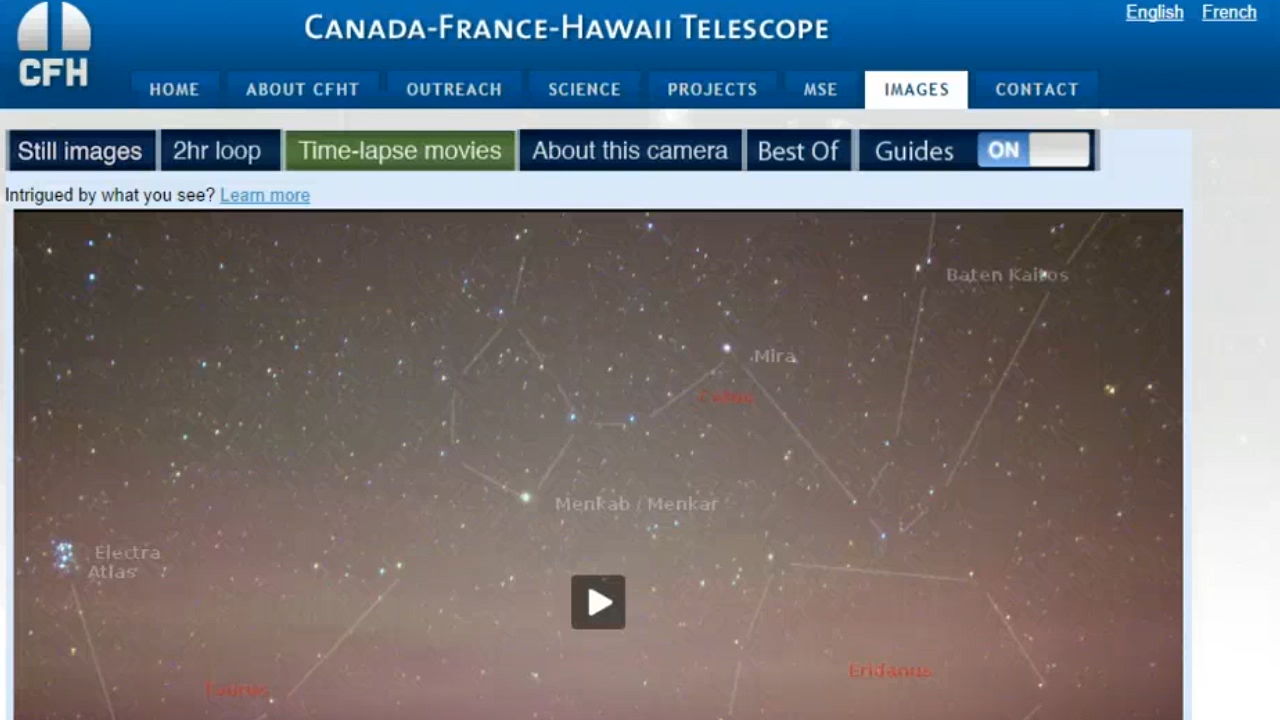 English French
CANADA-FRANCE-HAWAII TELESCOPE
CFH
HOME ABOUT CFHT OUTREACH SCIENCE PROJECTS MSE IMAGES CONTACT
Still images 2hr loop Time-lapse movies About this camera Best Of Guides ON
Intrigued by what you see? Learn more
Baten Kaitos
Mira
Cetus
Menkab / Menkar
Electra
Atlas
Eridanus
Taurus